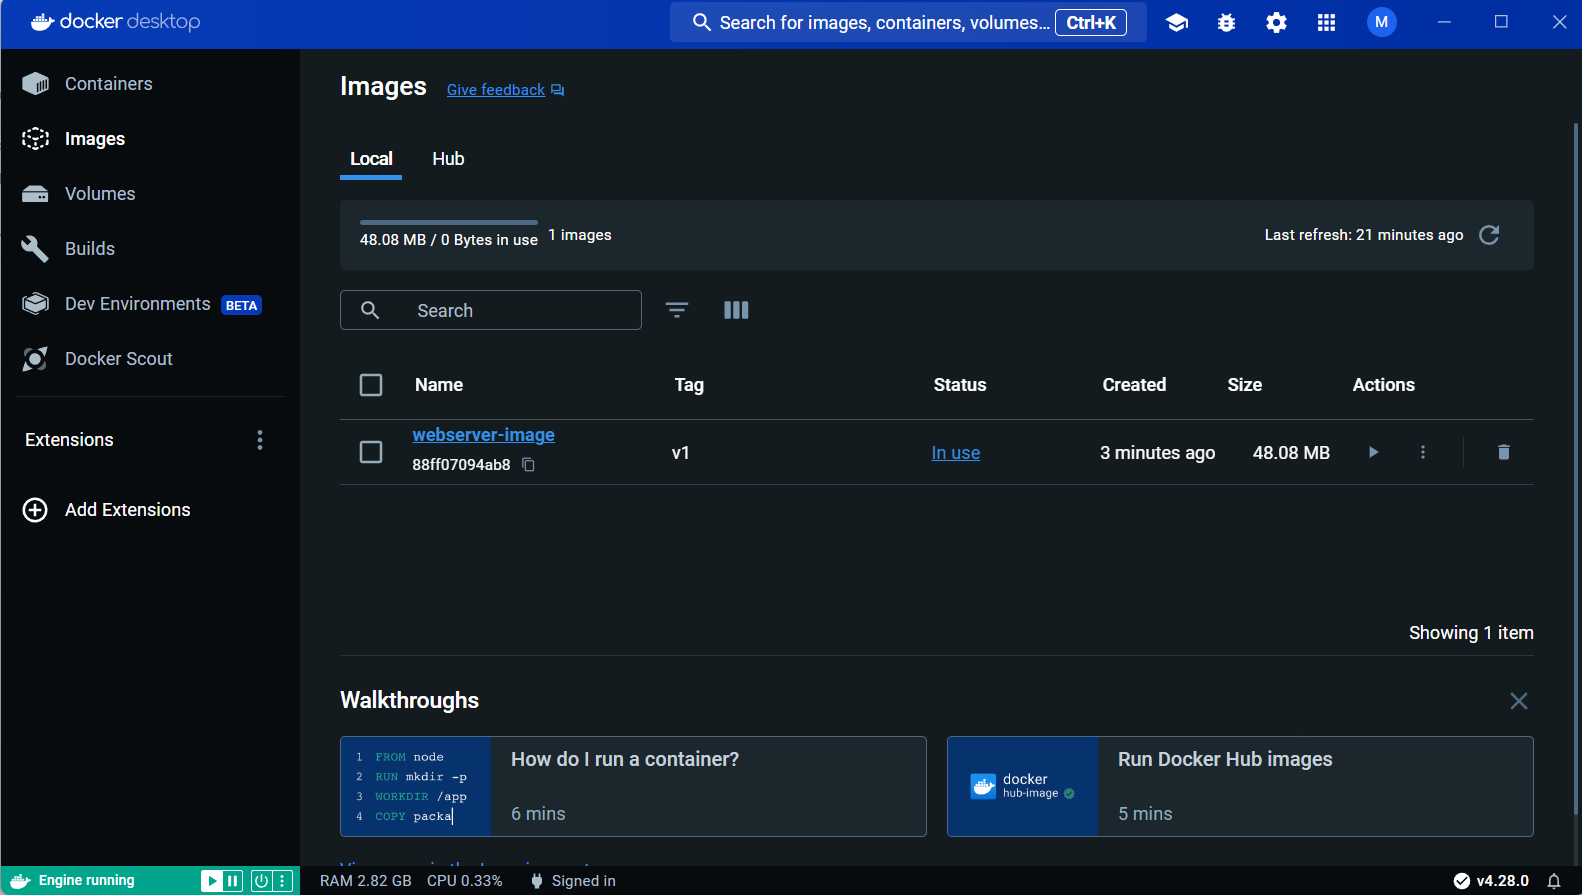 docker desktop
Search for images, containers, volumes... Ctrl+K
M
Containers
Images
Volumes
Builds
Dev Environments BETA
Docker Scout
Extensions
Add Extensions
Images Give feedback
Local Hub
48.08 MB / 0 Bytes in use 1 images
Last refresh: 21 minutes ago
Search
Name Tag Status Created Size Actions
webserver-image
88ff07094ab8
v1 In use 3 minutes ago 48.08 MB
Showing 1 item
Walkthroughs
1 FROM node
2 RUN mkdir -p
3 WORKDIR /app
4 COPY packa
How do I run a container?
6 mins
docker
hub-image
Run Docker Hub images
5 mins
Engine running
RAM 2.82 GB CPU 0.33% Signed in
v4.28.0